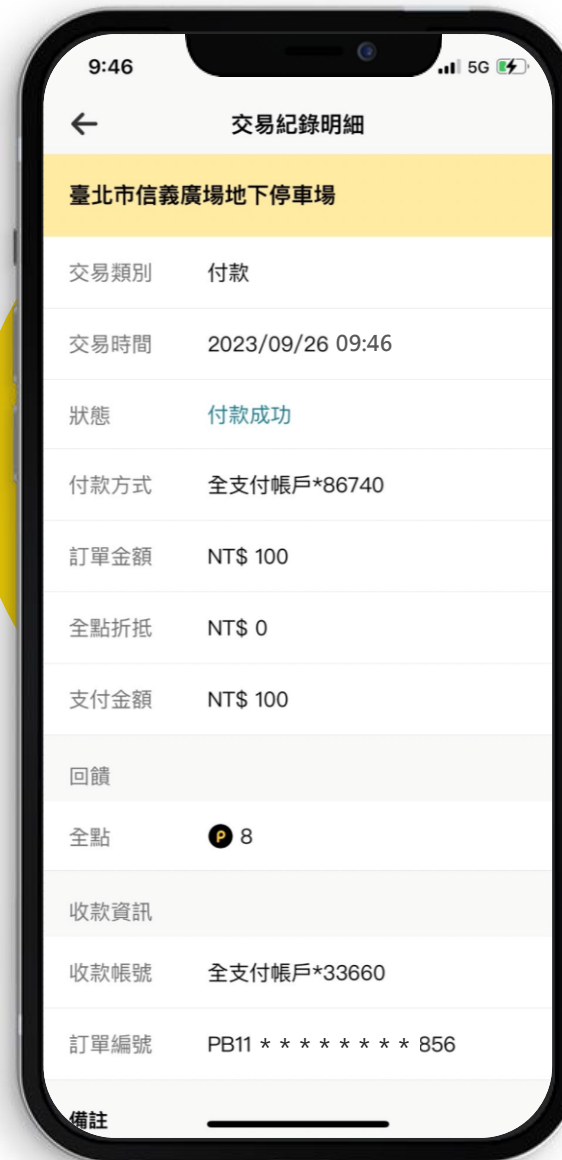 9:46
5G
交易紀錄明細
臺北市信義廣場地下停車場
交易類別 付款
交易時間 2023/09/26 09:46
狀態 付款成功
付款方式 全支付帳戶*86740
訂單金額 NT$ 100
全點折抵 NT$ 0
支付金額 NT$ 100
回饋
全點 P 8
收款資訊
收款帳號 全支付帳戶*33660
訂單編號 PB11 * * * * * * * * 856
備註